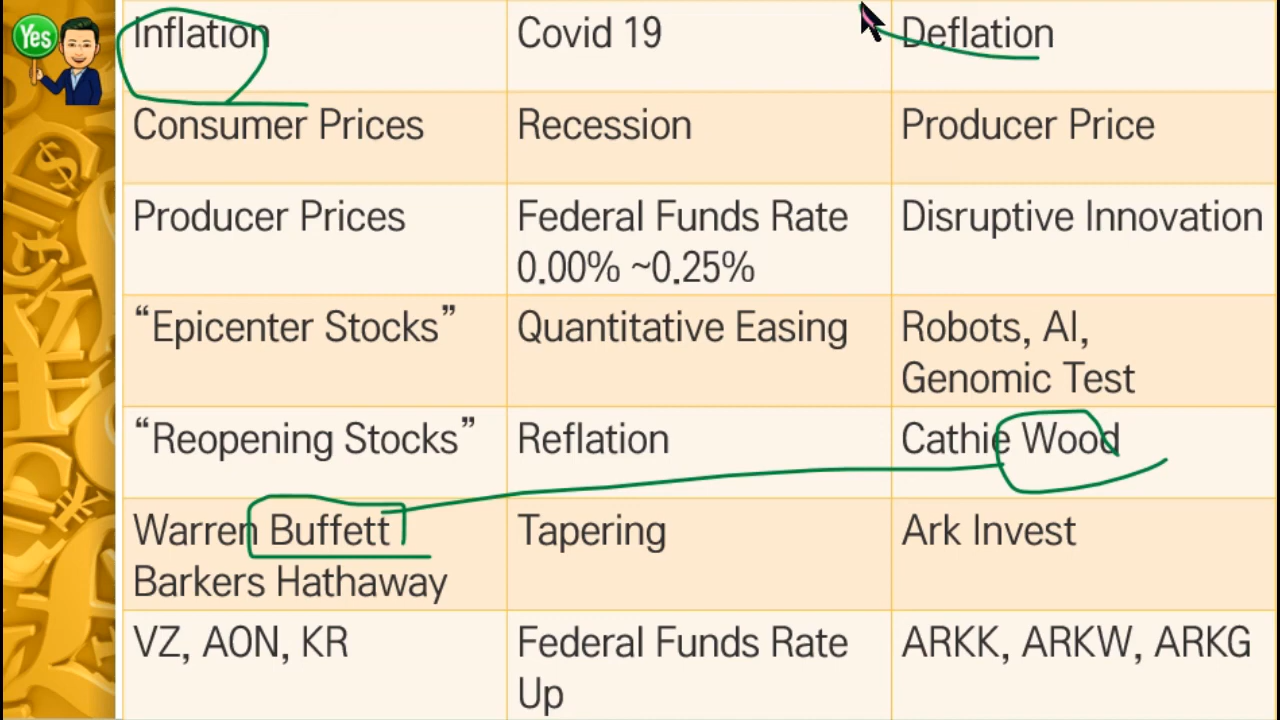 Yes
Inflation
Covid 19
Deflation
Consumer Prices
Recession
Producer Price
Producer Prices
Federal Funds Rate
0.00% ~0.25%
Disruptive Innovation
“Epicenter Stocks”
Quantitative Easing
Robots, AI,
Genomic Test
“Reopening Stocks”
Reflation
Cathie Wood
Warren Buffett
Barkers Hathaway
Tapering
Ark Invest
VZ, AON, KR
Federal Funds Rate
Up
ARKK, ARKW, ARKG